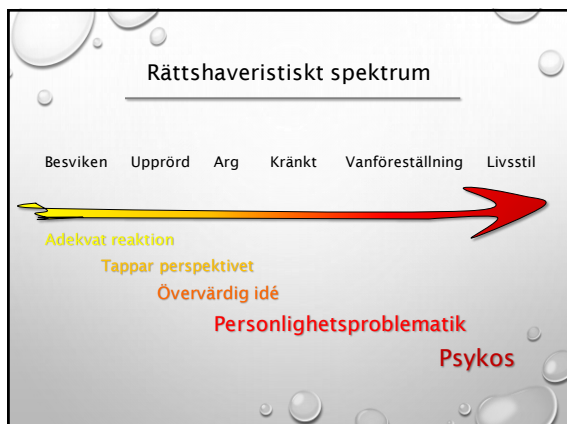 Rättshaveristiskt spektrum
Besviken Upprörd Arg Kränkt Vanföreställning Livsstil
Adekvat reaktion
Tappar perspektivet
Övervärdig idé
Personlighetsproblematik
Psykos